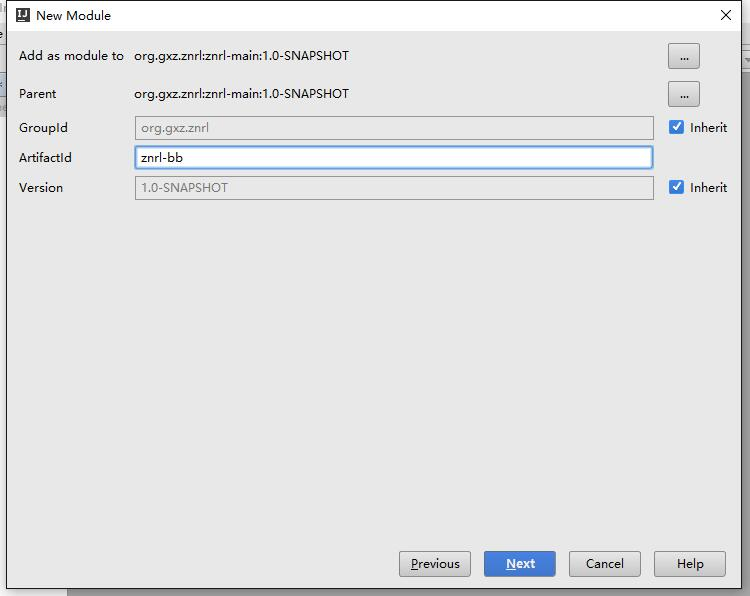 New Module
Add as module to org.gxz.znrl:znrl-main:1.0-SNAPSHOT ...
Parent org.gxz.znrl:znrl-main:1.0-SNAPSHOT ...
GroupId org.gxz.znrl Inherit
ArtifactId znrl-bb
Version 1.0-SNAPSHOT Inherit
Previous Next Cancel Help